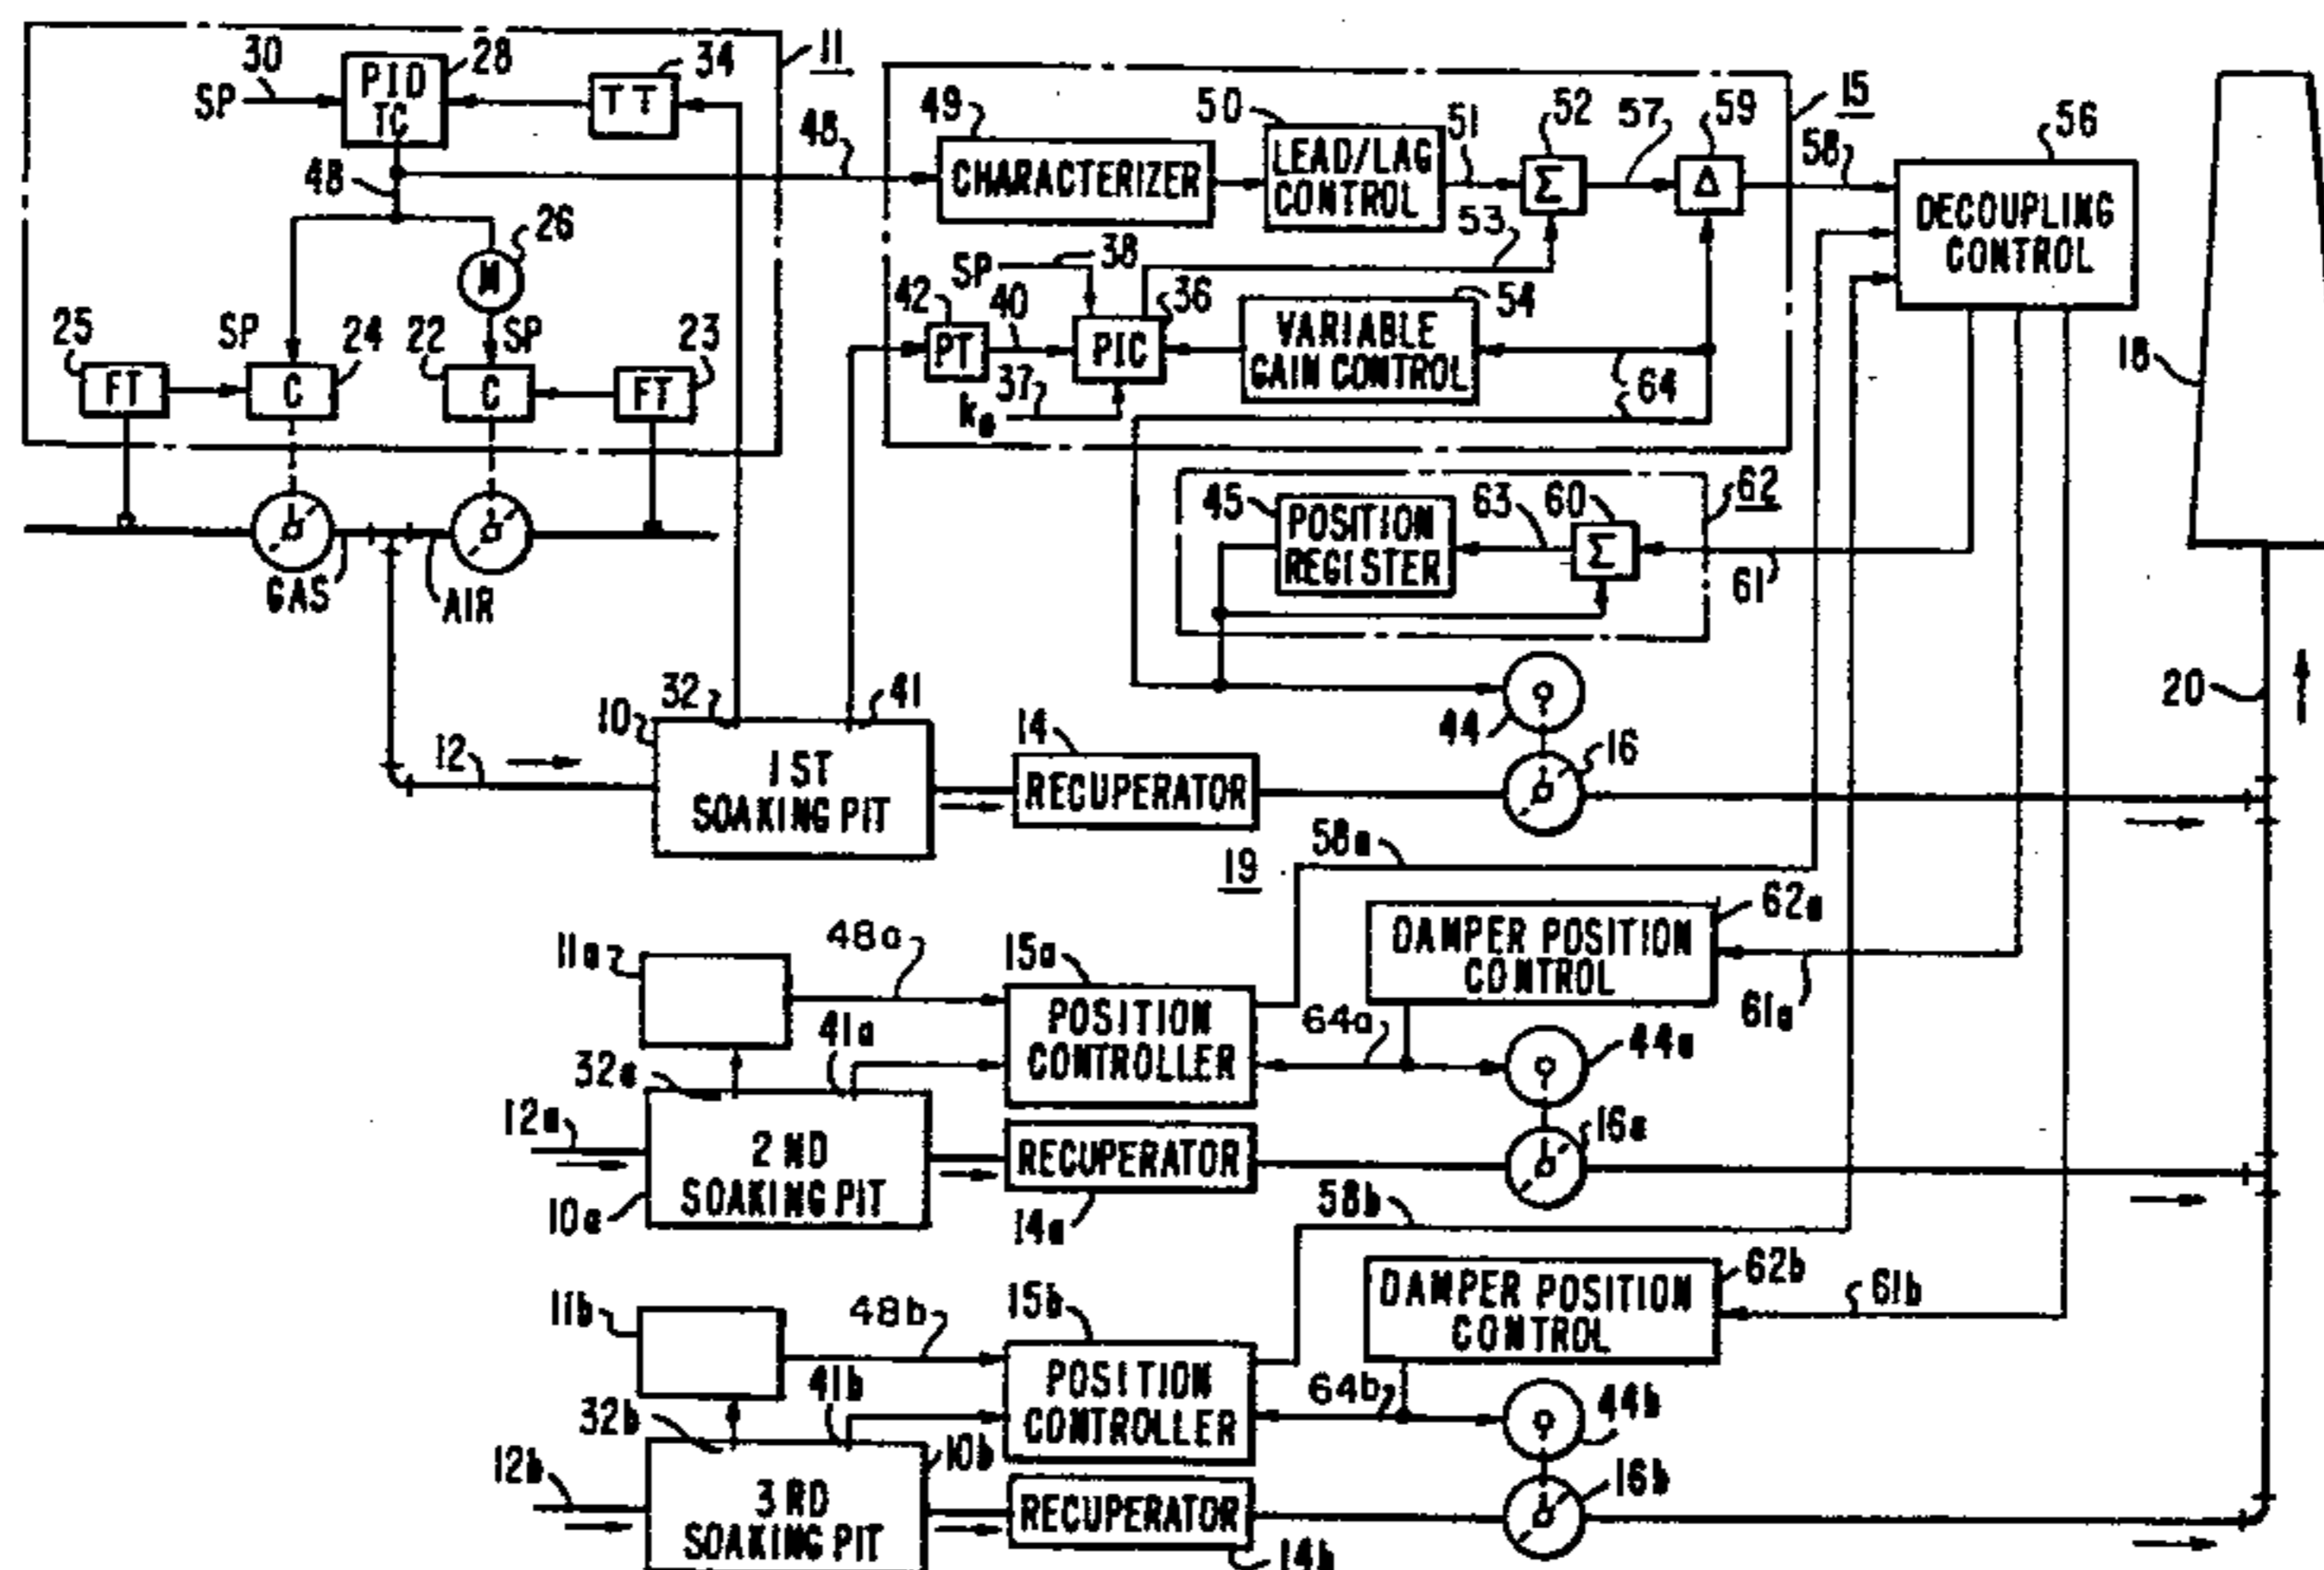 11
30
SP
PID
TC
28
TT
34
48
48
26
M
25
FT
SP
C
24
22
SP
C
23
FT
GAS
AIR
49
CHARACTERIZER
50
LEAD/LAG
CONTROL
51
52
Σ
57
59
Δ
15
58
56
DECOUPLING
CONTROL
53
SP
38
42
PT
40
36
PIC
37
54
VARIABLE
GAIN CONTROL
64
18
45
POSITION
REGISTER
63
60
Σ
62
61
20
32
41
10
1ST
SOAKING PIT
12
14
RECUPERATOR
44
16
19
58a
62a
DAMPER POSITION
CONTROL
61a
11a
48a
15a
POSITION
CONTROLLER
41a
64a
44a
32a
12a
2ND
SOAKING PIT
10a
RECUPERATOR
14a
16a
58b
62b
DAMPER POSITION
CONTROL
61b
11b
48b
15b
POSITION
CONTROLLER
41b
64b
44b
32b
10b
12b
3RD
SOAKING PIT
RECUPERATOR
14b
16b